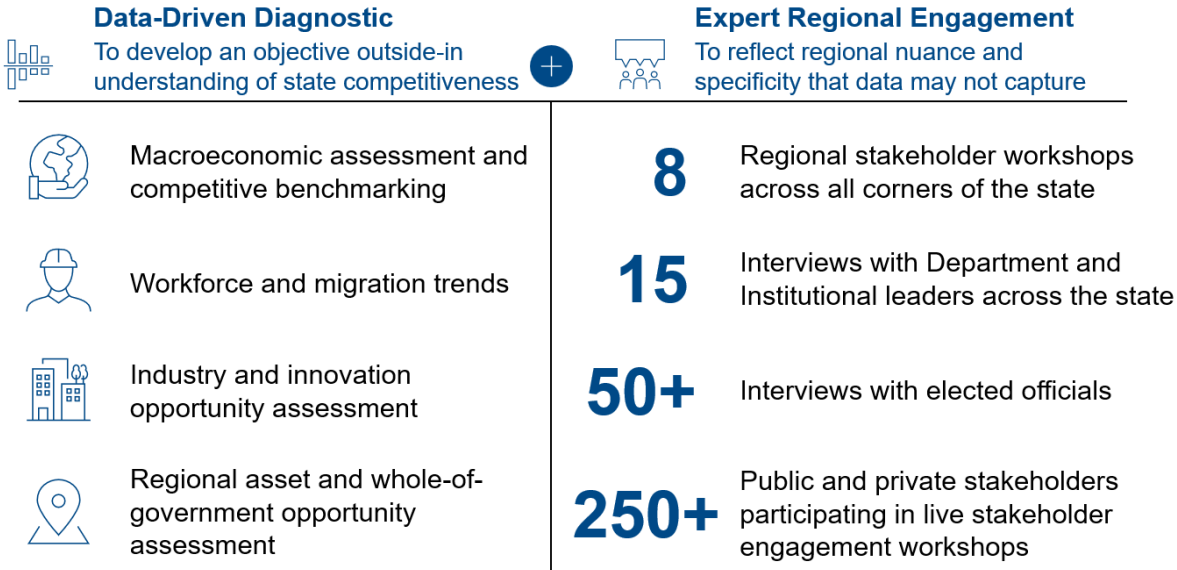 Data-Driven Diagnostic
To develop an objective outside-in
understanding of state competitiveness
Expert Regional Engagement
To reflect regional nuance and
specificity that data may not capture
Macroeconomic assessment and
competitive benchmarking
Workforce and migration trends
Industry and innovation
opportunity assessment
Regional asset and whole-of-
government opportunity
assessment
8
Regional stakeholder workshops
across all corners of the state
15
Interviews with Department and
Institutional leaders across the state
50+
Interviews with elected officials
250+
Public and private stakeholders
participating in live stakeholder
engagement workshops